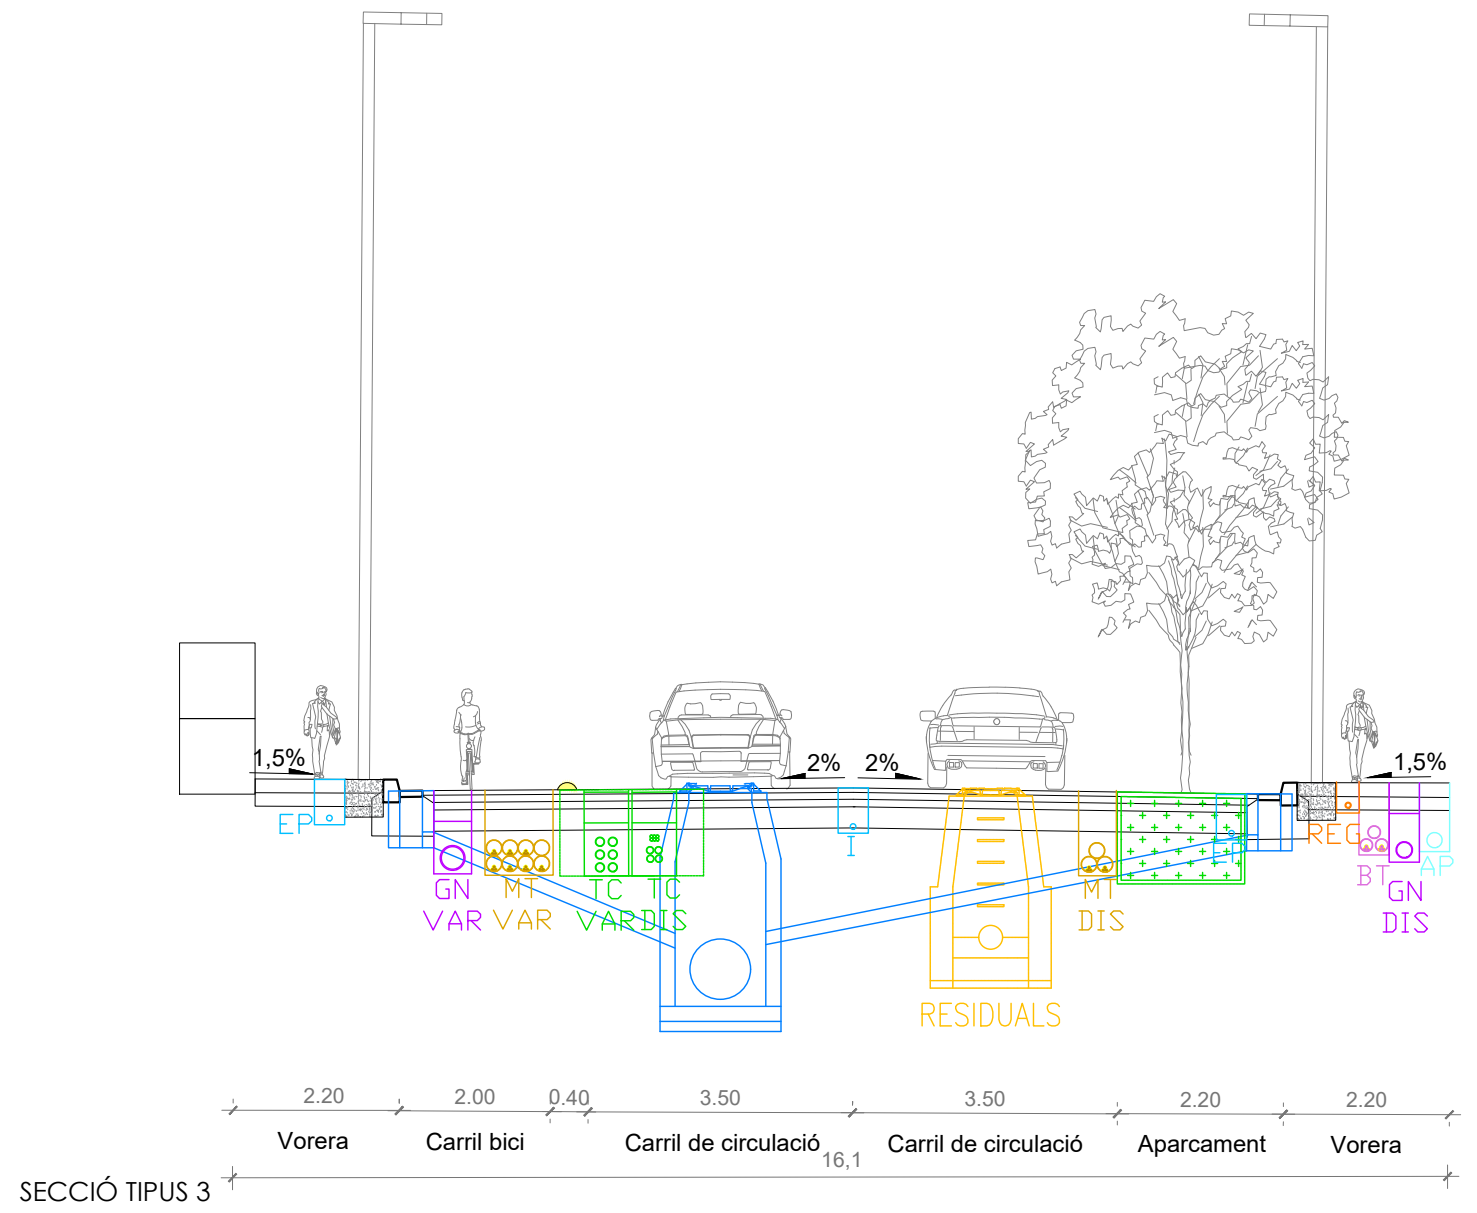 1,5%
2%
2%
1,5%
EP
I
REG
BT
AP
GN
VAR
MT
VAR
TC
VAR
TC
DIS
MT
DIS
GN
DIS
RESIDUALS
2.20
2.00
0.40
3.50
3.50
2.20
2.20
Vorera
Carril bici
Carril de circulació
Carril de circulació
Aparcament
Vorera
16,1
SECCIÓ TIPUS 3